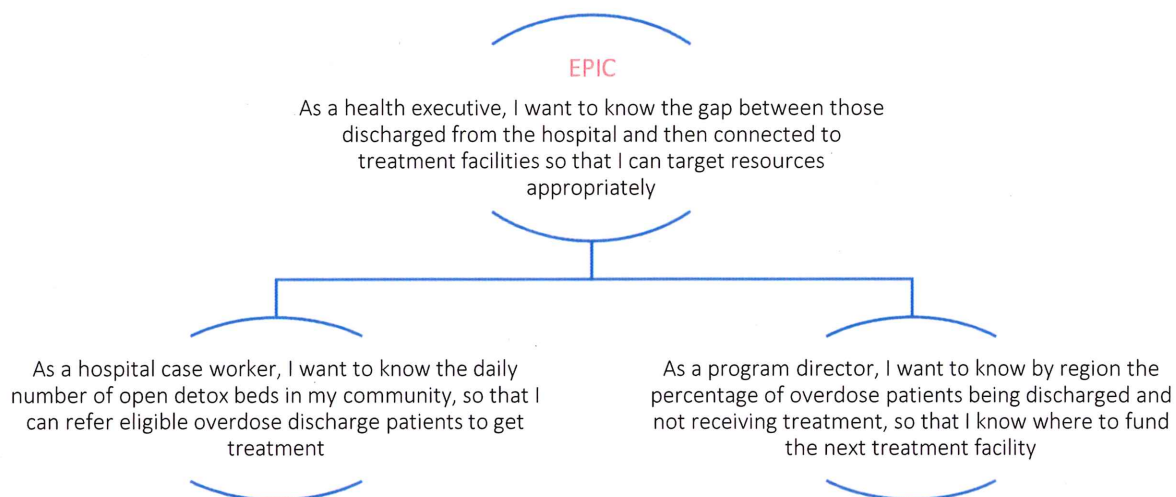 EPIC
As a health executive, I want to know the gap between those
discharged from the hospital and then connected to
treatment facilities so that I can target resources
appropriately
As a hospital case worker, I want to know the daily
number of open detox beds in my community, so that I
can refer eligible overdose discharge patients to get
treatment
As a program director, I want to know by region the
percentage of overdose patients being discharged and
not receiving treatment, so that I know where to fund
the next treatment facility